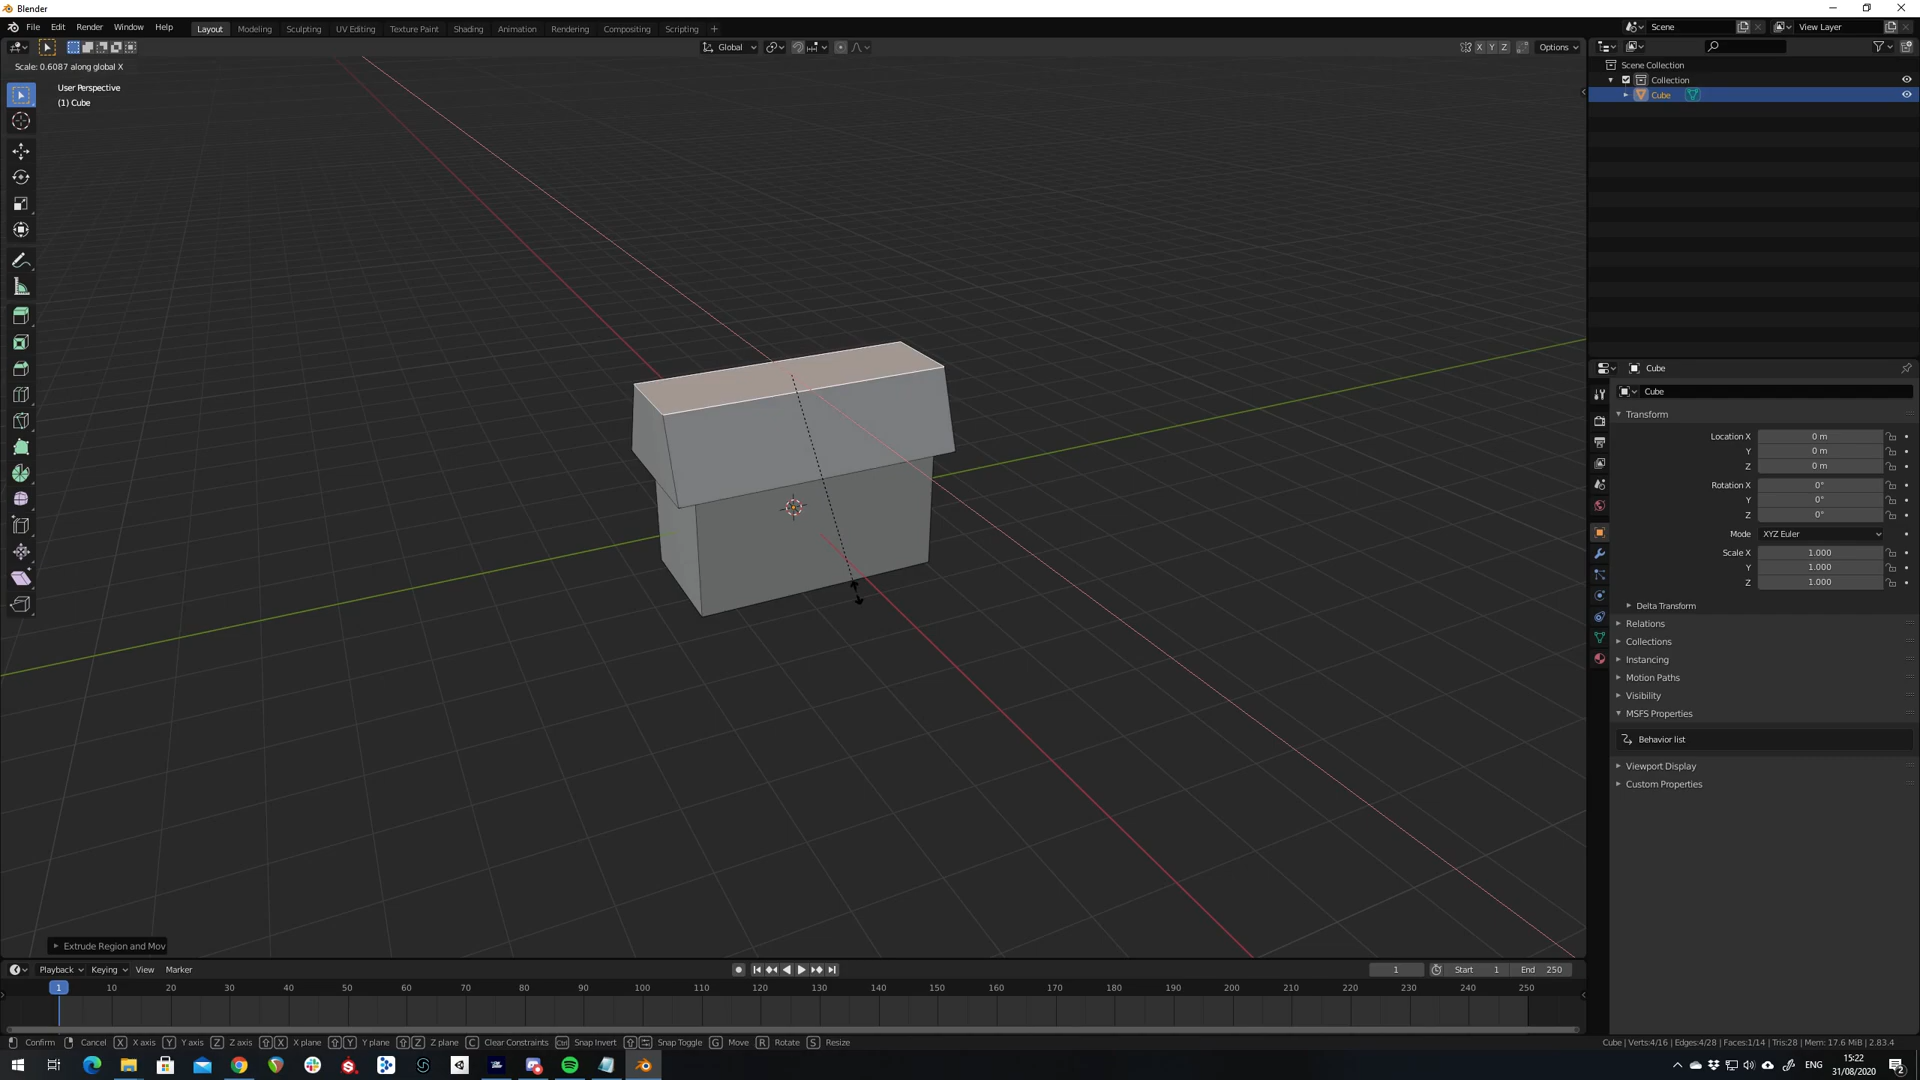 Blender
File Edit Render Window Help
Layout Modeling Sculpting UV Editing Texture Paint Shading Animation Rendering Compositing Scripting +
Scene
View Layer
Global
X Y Z
Options
Scale: 0.6087 along global X
User Perspective
(1) Cube
Scene Collection
Collection
Cube
Cube
Cube
Transform
Location X 0 m
Y 0 m
Z 0 m
Rotation X 0°
Y 0°
Z 0°
Mode XYZ Euler
Scale X 1.000
Y 1.000
Z 1.000
Delta Transform
Relations
Collections
Instancing
Motion Paths
Visibility
MSFS Properties
Behavior list
Viewport Display
Custom Properties
Extrude Region and Mov
Playback Keying View Marker
1 Start 1 End 250
1 10 20 30 40 50 60 70 80 90 100 110 120 130 140 150 160 170 180 190 200 210 220 230 240 250
Confirm Cancel X X axis Y Y axis Z Z axis X X plane Y Y plane Z Z plane C Clear Constraints Ctrl Snap Invert Snap Toggle G Move R Rotate S Resize
Cube | Verts:4/16 | Edges:4/28 | Faces:1/14 | Tris:28 | Mem: 17.6 MiB | 2.83.4
ENG
15:22
31/08/2020
2